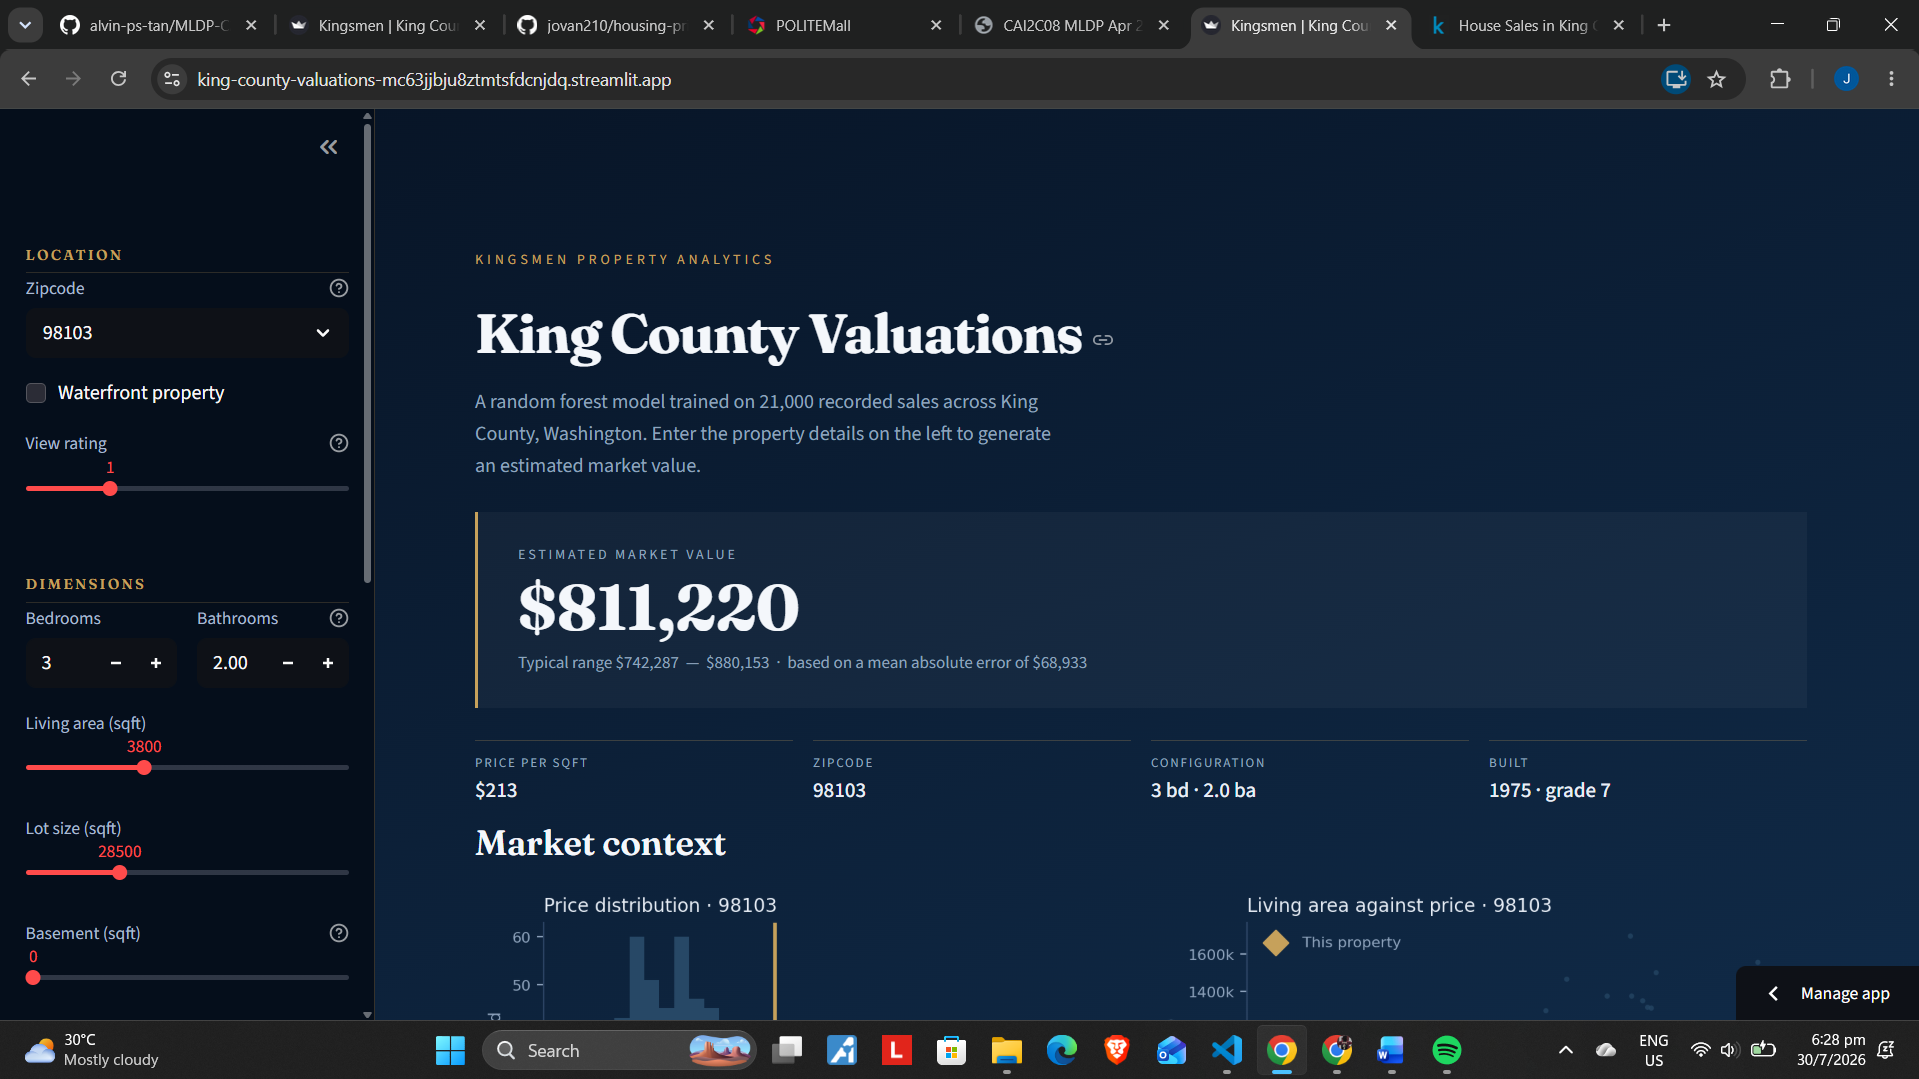 alvin-ps-tan/MLDP-C
Kingsmen | King Cou
jovan210/housing-pr
POLITEMall
CAI2C08 MLDP Apr 2
Kingsmen | King Cou
House Sales in King C
king-county-valuations-mc63jjbju8ztmtsfdcnjdq.streamlit.app
J
LOCATION
Zipcode
98103
Waterfront property
View rating
1
DIMENSIONS
Bedrooms
Bathrooms
3
2.00
Living area (sqft)
3800
Lot size (sqft)
28500
Basement (sqft)
0
KINGSMEN PROPERTY ANALYTICS
King County Valuations
A random forest model trained on 21,000 recorded sales across King
County, Washington. Enter the property details on the left to generate
an estimated market value.
ESTIMATED MARKET VALUE
$811,220
Typical range $742,287 — $880,153 · based on a mean absolute error of $68,933
PRICE PER SQFT
$213
ZIPCODE
98103
CONFIGURATION
3 bd · 2.0 ba
BUILT
1975 · grade 7
Market context
Price distribution · 98103
60
50
Living area against price · 98103
This property
1600k
1400k
Manage app
30°C
Mostly cloudy
Search
L
ENG
US
6:28 pm
30/7/2026